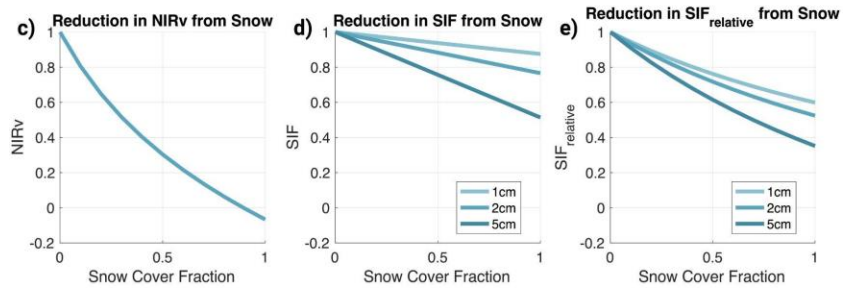 c) Reduction in NIRv from Snow
1
0.8
0.6
0.4
0.2
0
-0.2
NIRv
0 0.5 1
Snow Cover Fraction
d) Reduction in SIF from Snow
1
0.8
0.6
0.4
0.2
0
-0.2
SIF
1cm
2cm
5cm
0 0.5 1
Snow Cover Fraction
e) Reduction in SIFrelative from Snow
1
0.8
0.6
0.4
0.2
0
-0.2
SIFrelative
1cm
2cm
5cm
0 0.5 1
Snow Cover Fraction